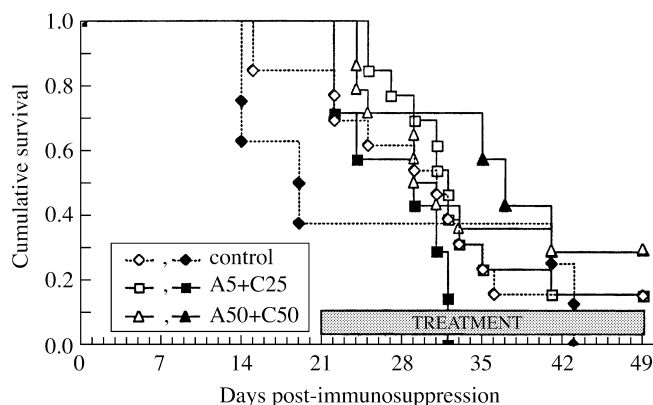 1.0
0.8
0.6
0.4
0.2
0.0
Cumulative survival
, control
, A5+C25
, A50+C50
TREATMENT
0 7 14 21 28 35 42 49
Days post-immunosuppression